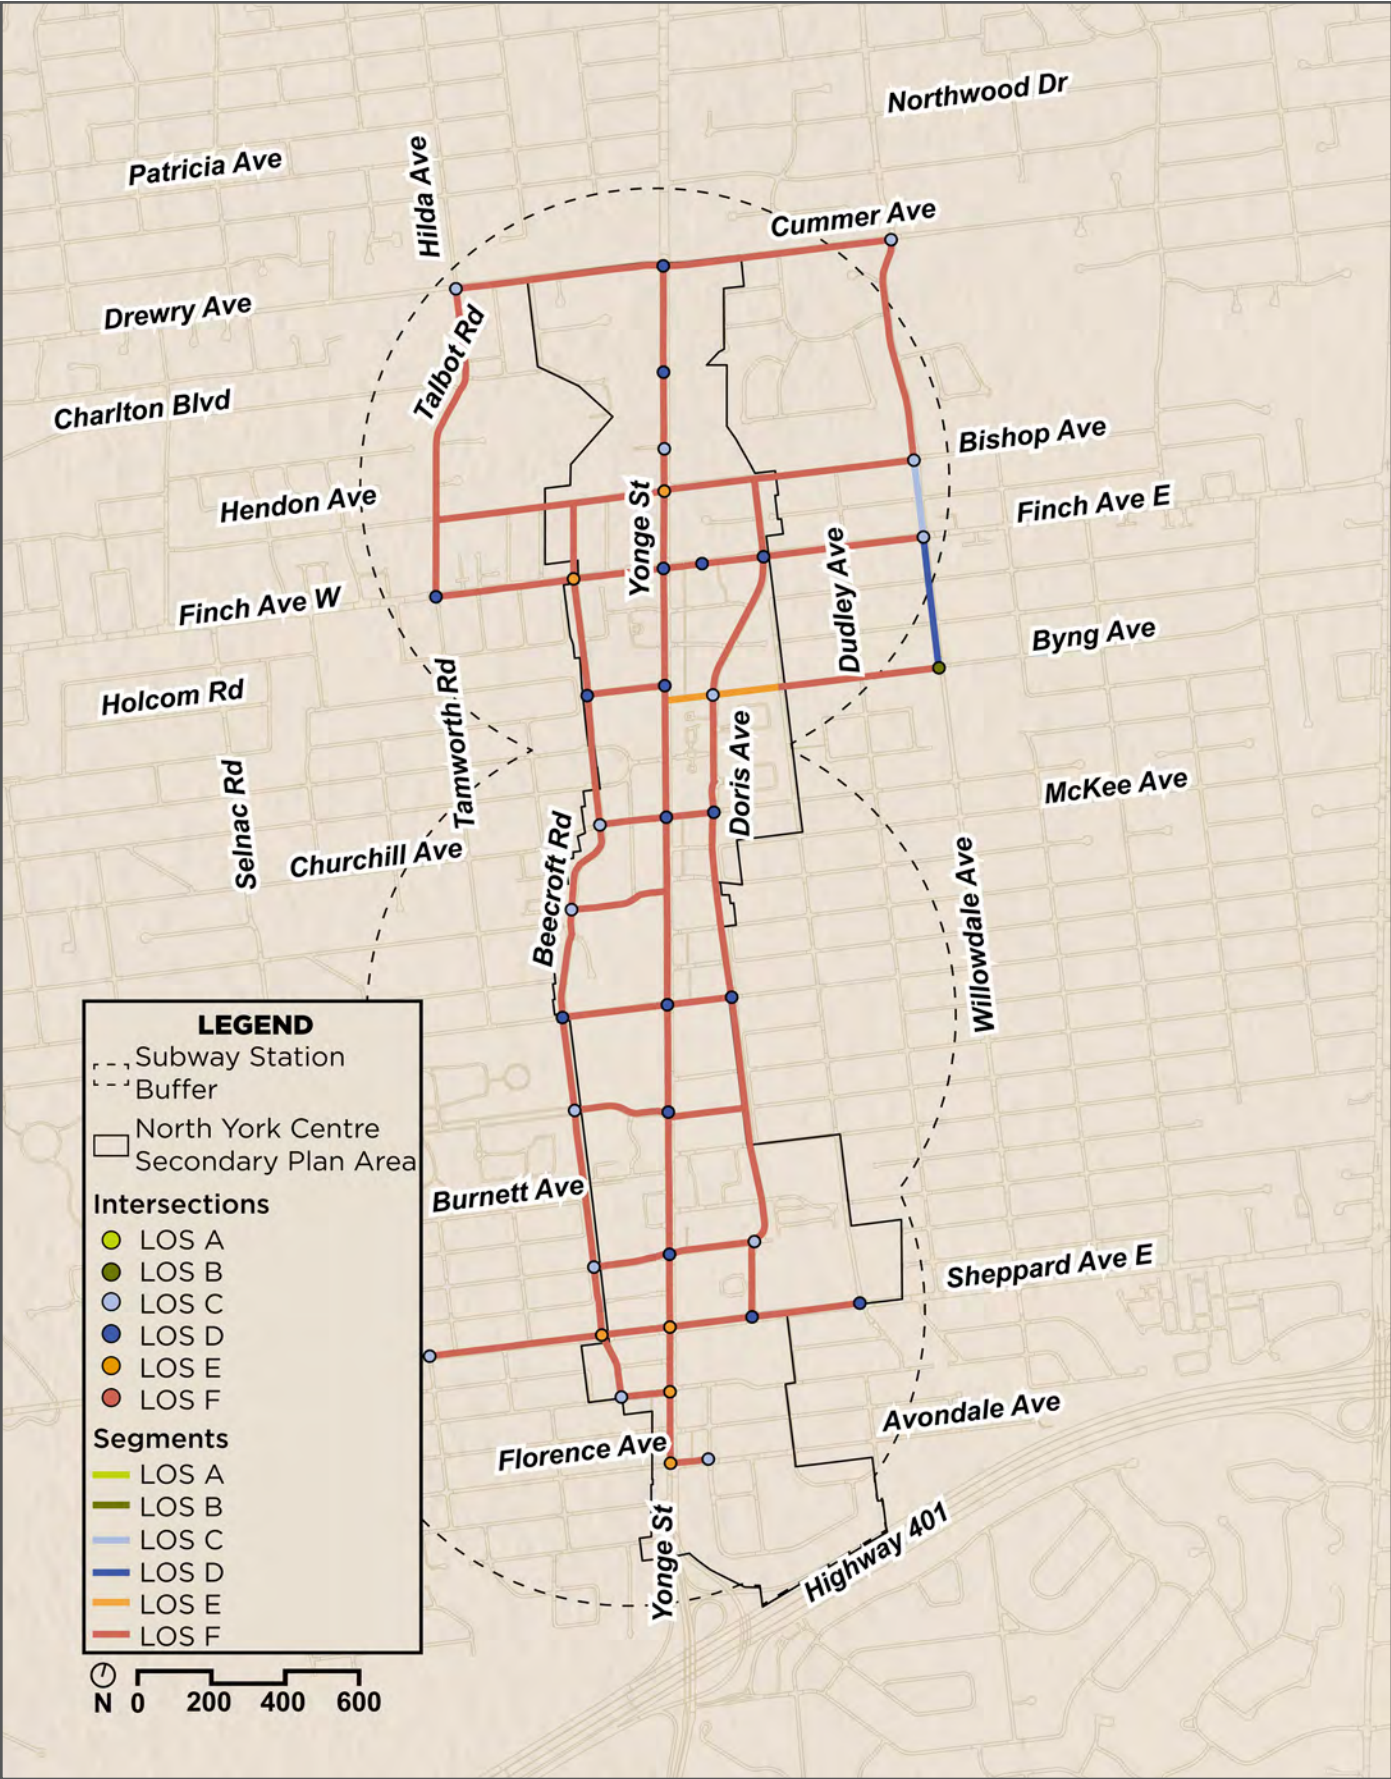 Northwood Dr
Patricia Ave
Hilda Ave
Cummer Ave
Drewry Ave
Talbot Rd
Charlton Blvd
Bishop Ave
Hendon Ave
Finch Ave E
Yonge St
Dudley Ave
Finch Ave W
Byng Ave
Holcom Rd
Tamworth Rd
Doris Ave
Selnac Rd
McKee Ave
Churchill Ave
Beecroft Rd
Willowdale Ave
LEGEND
Subway Station
Buffer
North York Centre
Secondary Plan Area
Intersections
LOS A
LOS B
LOS C
LOS D
LOS E
LOS F
Segments
LOS A
LOS B
LOS C
LOS D
LOS E
LOS F
Burnett Ave
Sheppard Ave E
Avondale Ave
Florence Ave
Yonge St
Highway 401
N 0 200 400 600